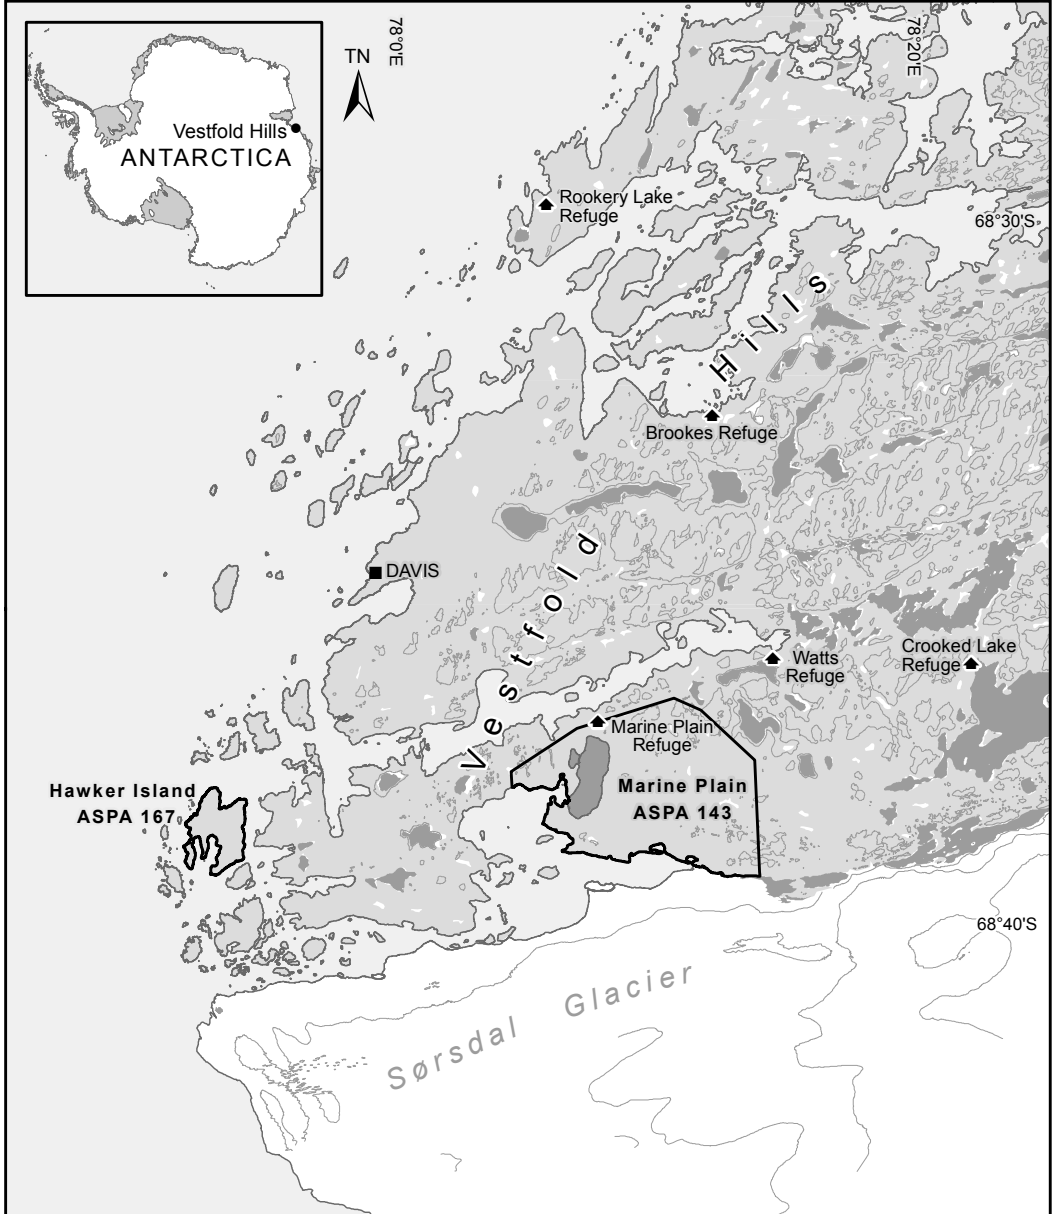 78°0'E
78°20'E
TN
Vestfold Hills
ANTARCTICA
Rookery Lake
Refuge
68°30'S
Vestfold Hills
Brookes Refuge
DAVIS
Watts
Refuge
Crooked Lake
Refuge
Marine Plain
Refuge
Marine Plain
ASPA 143
Hawker Island
ASPA 167
68°40'S
Sørsdal Glacier